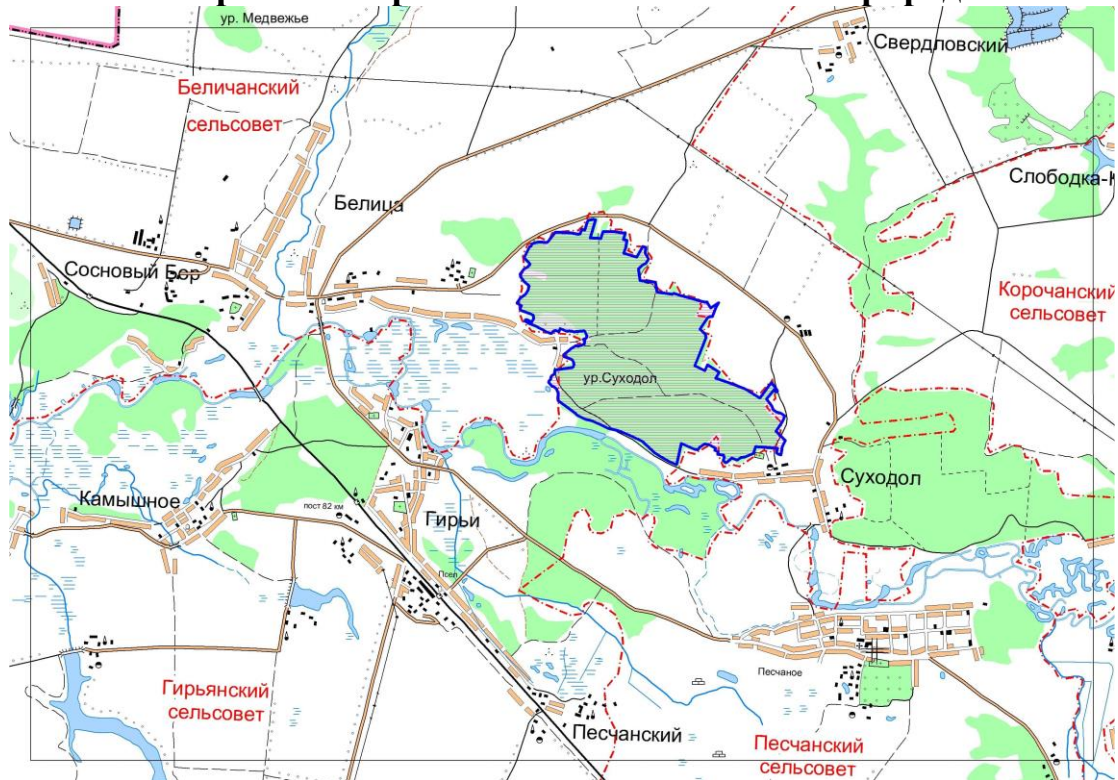 ур. Медвежье
Свердловский
Беличанский
сельсовет
Слободка-К
Белица
Сосновый Бор
Корочанский
сельсовет
ур.Суходол
Суходол
Камышное
пост 82 км
Гирьи
Псел
Песчаное
Гирьянский
сельсовет
Песчанский
Песчанский
сельсовет